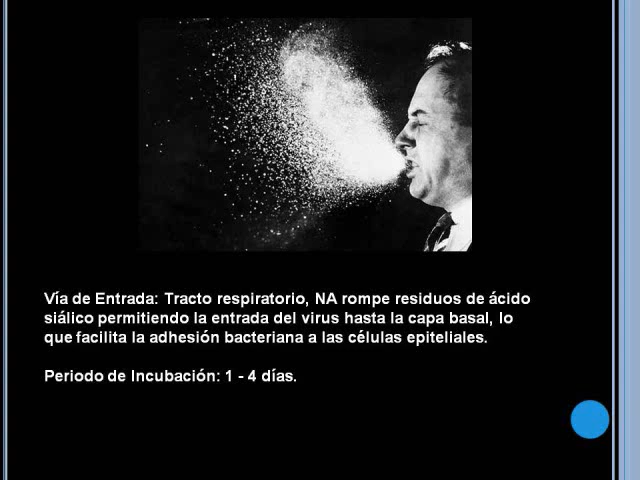 Vía de Entrada: Tracto respiratorio, NA rompe residuos de ácido
siálico permitiendo la entrada del virus hasta la capa basal, lo
que facilita la adhesión bacteriana a las células epiteliales.
Periodo de Incubación: 1 - 4 días.